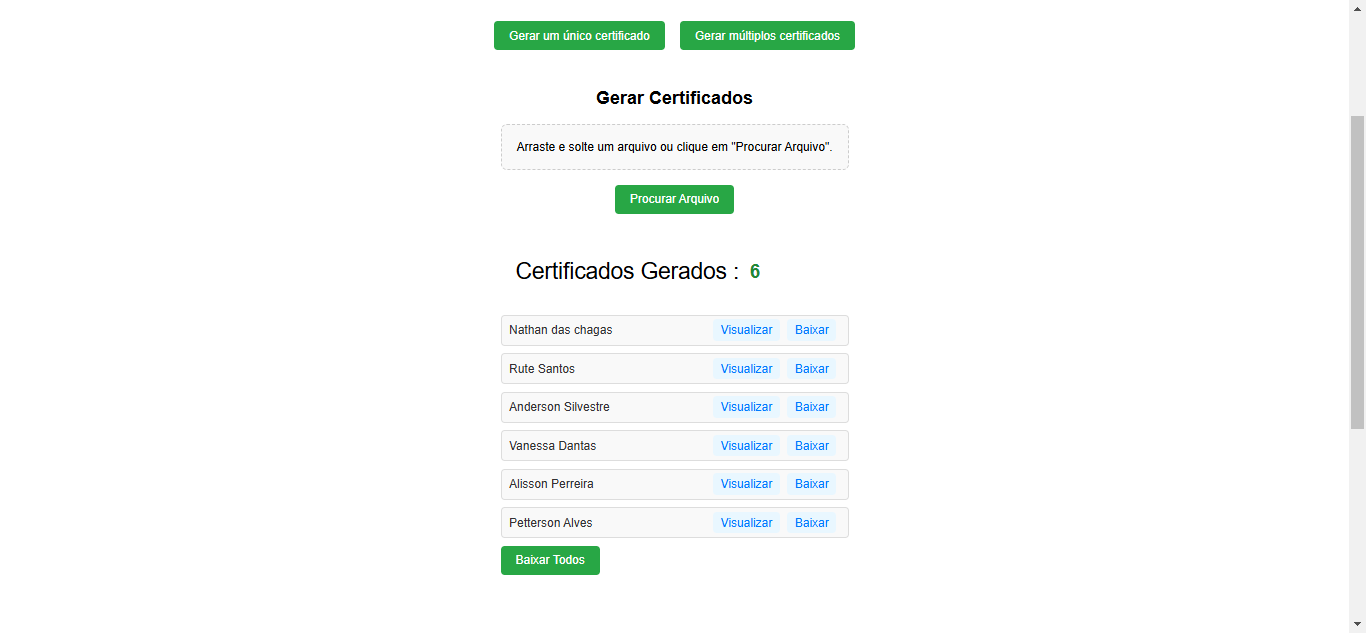 Gerar um único certificado Gerar múltiplos certificados
Gerar Certificados
Arraste e solte um arquivo ou clique em "Procurar Arquivo".
Procurar Arquivo
Certificados Gerados : 6
Nathan das chagas Visualizar Baixar
Rute Santos Visualizar Baixar
Anderson Silvestre Visualizar Baixar
Vanessa Dantas Visualizar Baixar
Alisson Perreira Visualizar Baixar
Petterson Alves Visualizar Baixar
Baixar Todos